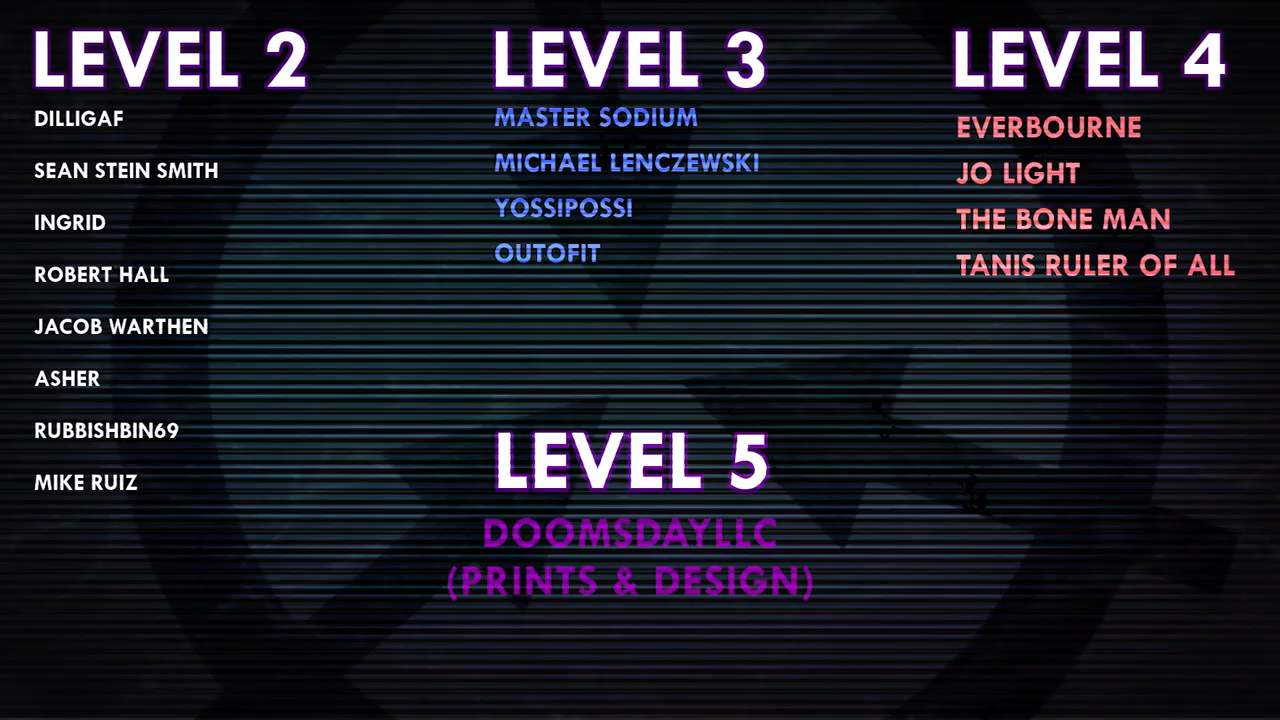 LEVEL 2
DILLIGAF
SEAN STEIN SMITH
INGRID
ROBERT HALL
JACOB WARTHEN
ASHER
RUBBISHBIN69
MIKE RUIZ
LEVEL 3
MASTER SODIUM
MICHAEL LENCZEWSKI
YOSSIPOSSI
OUTOFIT
LEVEL 4
EVERBOURNE
JO LIGHT
THE BONE MAN
TANIS RULER OF ALL
LEVEL 5
DOOMSDAYLLC
(PRINTS & DESIGN)